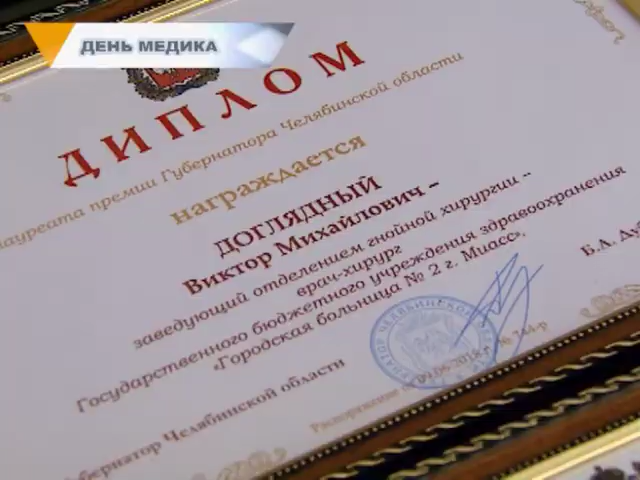 ДЕНЬ МЕДИКА
ДИПЛОМ
Лауреата премии Губернатора Челябинской области
награждается
ДОГЛЯДНЫЙ
Виктор Михайлович –
заведующий отделением гнойной хирургии –
врач-хирург
Государственного бюджетного учреждения здравоохранения
«Городская больница № 2 г. Миасс».
Губернатор Челябинской области
Б.А.
Распоряжение